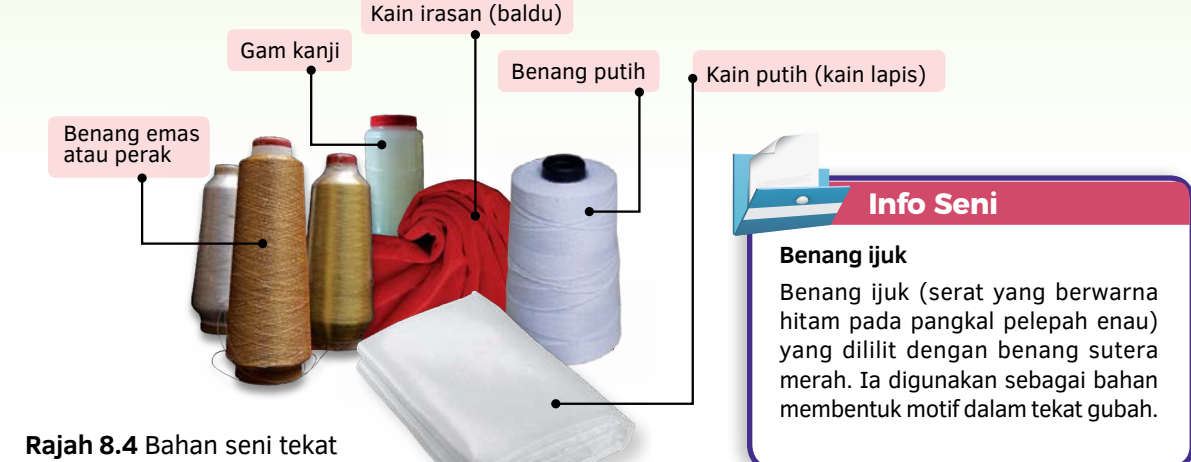 Kain irasan (baldu)
Gam kanji
Benang putih
Kain putih (kain lapis)
Benang emas
atau perak
Info Seni
Benang ijuk
Benang ijuk (serat yang berwarna
hitam pada pangkal pelepah enau)
yang dililit dengan benang sutera
merah. Ia digunakan sebagai bahan
membentuk motif dalam tekat gubah.
Rajah 8.4 Bahan seni tekat